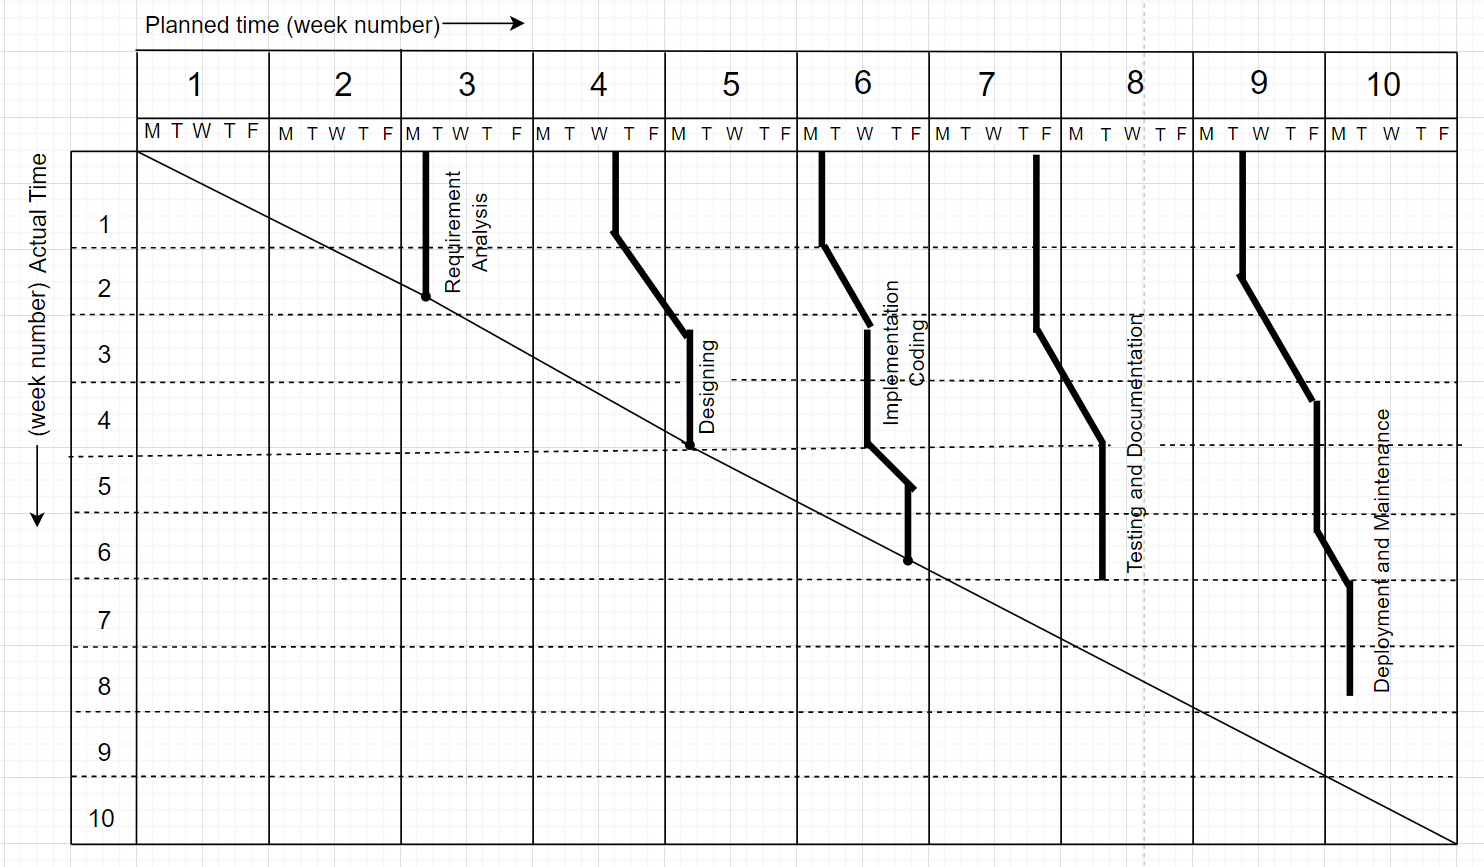 Planned time (week number)
1 2 3 4 5 6 7 8 9 10
M T W T F M T W T F M T W T F M T W T F M T W T F M T W T F M T W T F M T W T F M T W T F M T W T F
(week number) Actual Time
1
2
3
4
5
6
7
8
9
10
Requirement
Analysis
Designing
Implementation
Coding
Testing and Documentation
Deployment and Maintenance